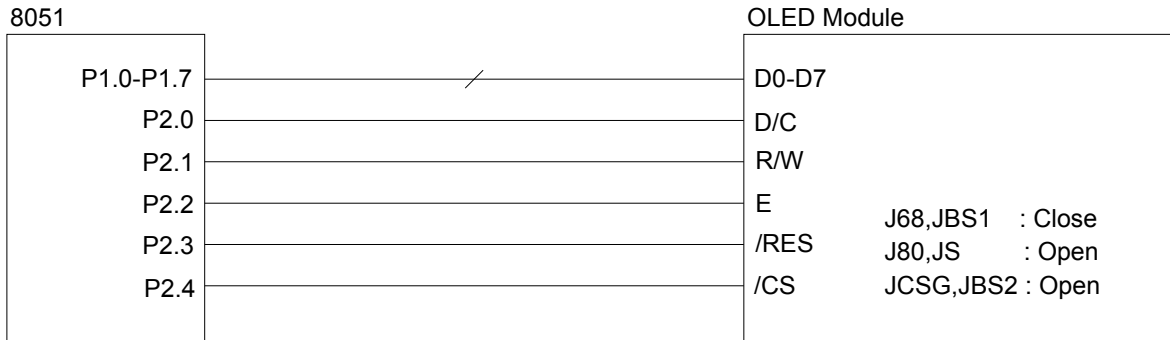 8051 OLED Module
P1.0-P1.7 D0-D7
P2.0 D/C
P2.1 R/W
P2.2 E
J68,JBS1 : Close
P2.3 /RES J80,JS : Open
P2.4 /CS JCSG,JBS2 : Open